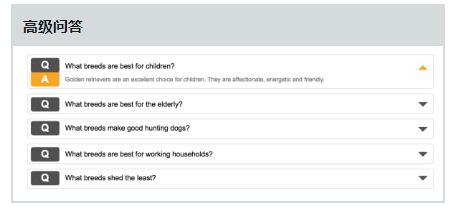 高级问答
Q What breeds are best for children?
A Golden retrievers are an excellent choice for children. They are affectionate, energetic and friendly.
Q What breeds are best for the elderly?
Q What breeds make good hunting dogs?
Q What breeds are best for working households?
Q What breeds shed the least?